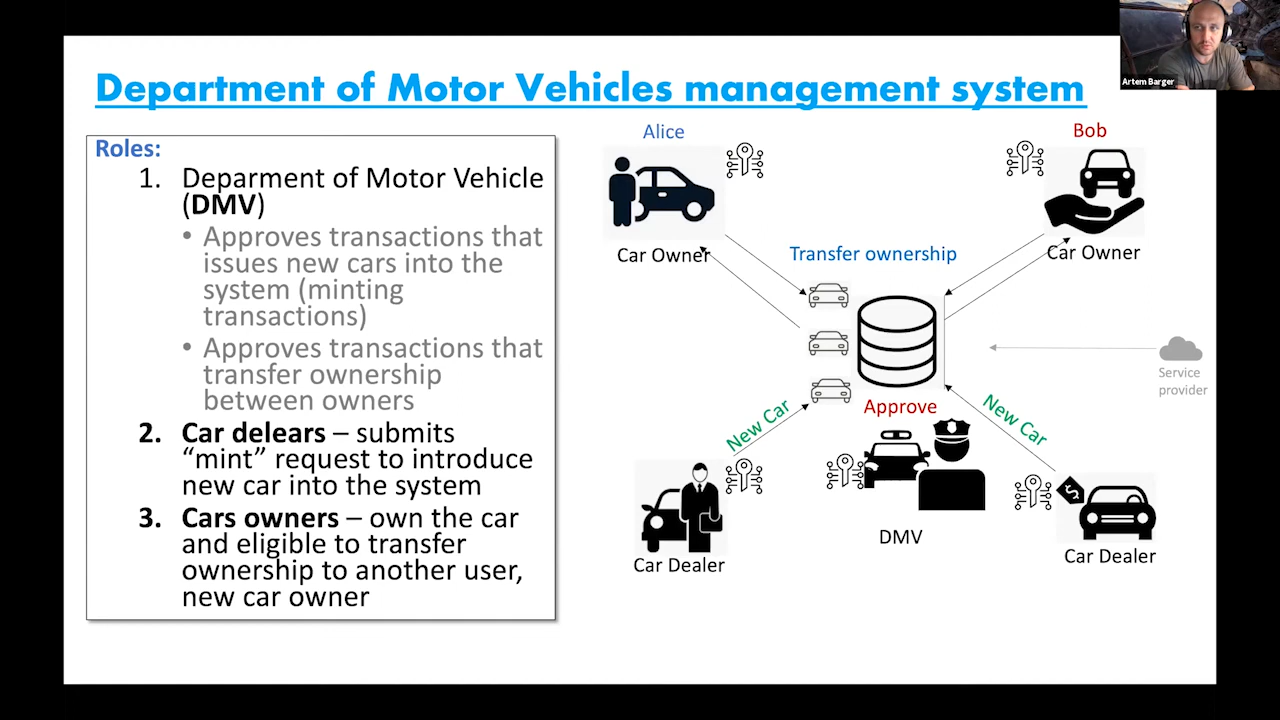 Department of Motor Vehicles management system
Artem Barger
Roles:
1. Deparment of Motor Vehicle
(DMV)
• Approves transactions that
issues new cars into the
system (minting
transactions)
• Approves transactions that
transfer ownership
between owners
2. Car delears – submits
“mint” request to introduce
new car into the system
3. Cars owners – own the car
and eligible to transfer
ownership to another user,
new car owner
Alice
Bob
Car Owner
Transfer ownership
Car Owner
Service
provider
New Car
Approve
New Car
$
DMV
Car Dealer
Car Dealer